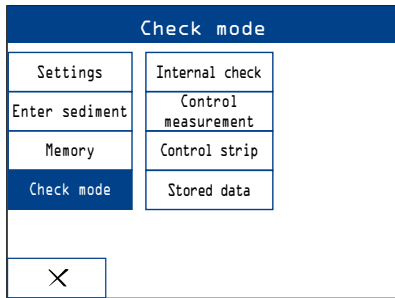 Check mode
Settings
Internal check
Enter sediment
Control
measurement
Memory
Control strip
Check mode
Stored data